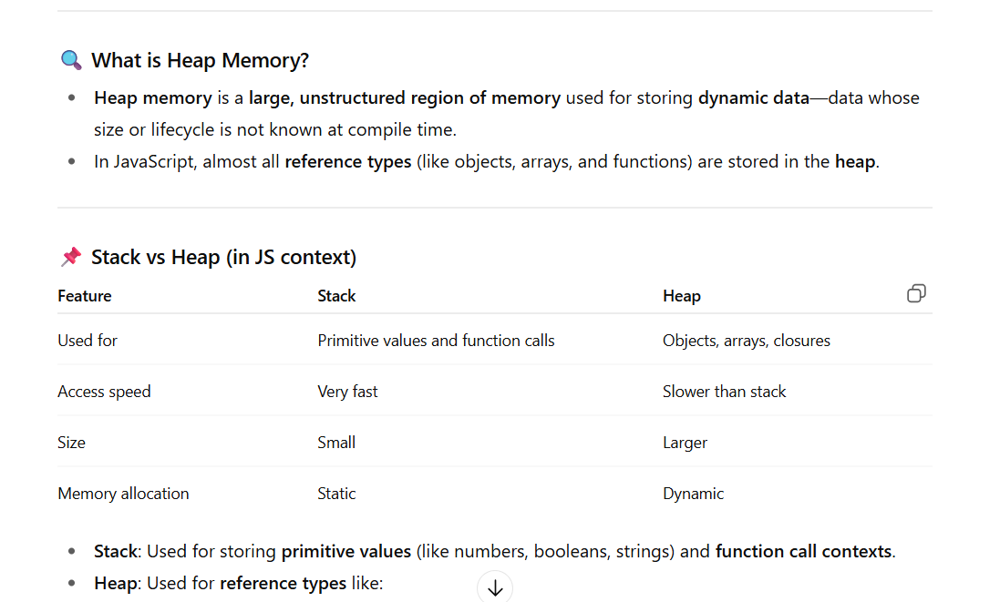 What is Heap Memory?
Heap memory is a large, unstructured region of memory used for storing dynamic data—data whose
size or lifecycle is not known at compile time.
In JavaScript, almost all reference types (like objects, arrays, and functions) are stored in the heap.
Stack vs Heap (in JS context)
Feature Stack Heap
Used for Primitive values and function calls Objects, arrays, closures
Access speed Very fast Slower than stack
Size Small Larger
Memory allocation Static Dynamic
Stack: Used for storing primitive values (like numbers, booleans, strings) and function call contexts.
Heap: Used for reference types like: